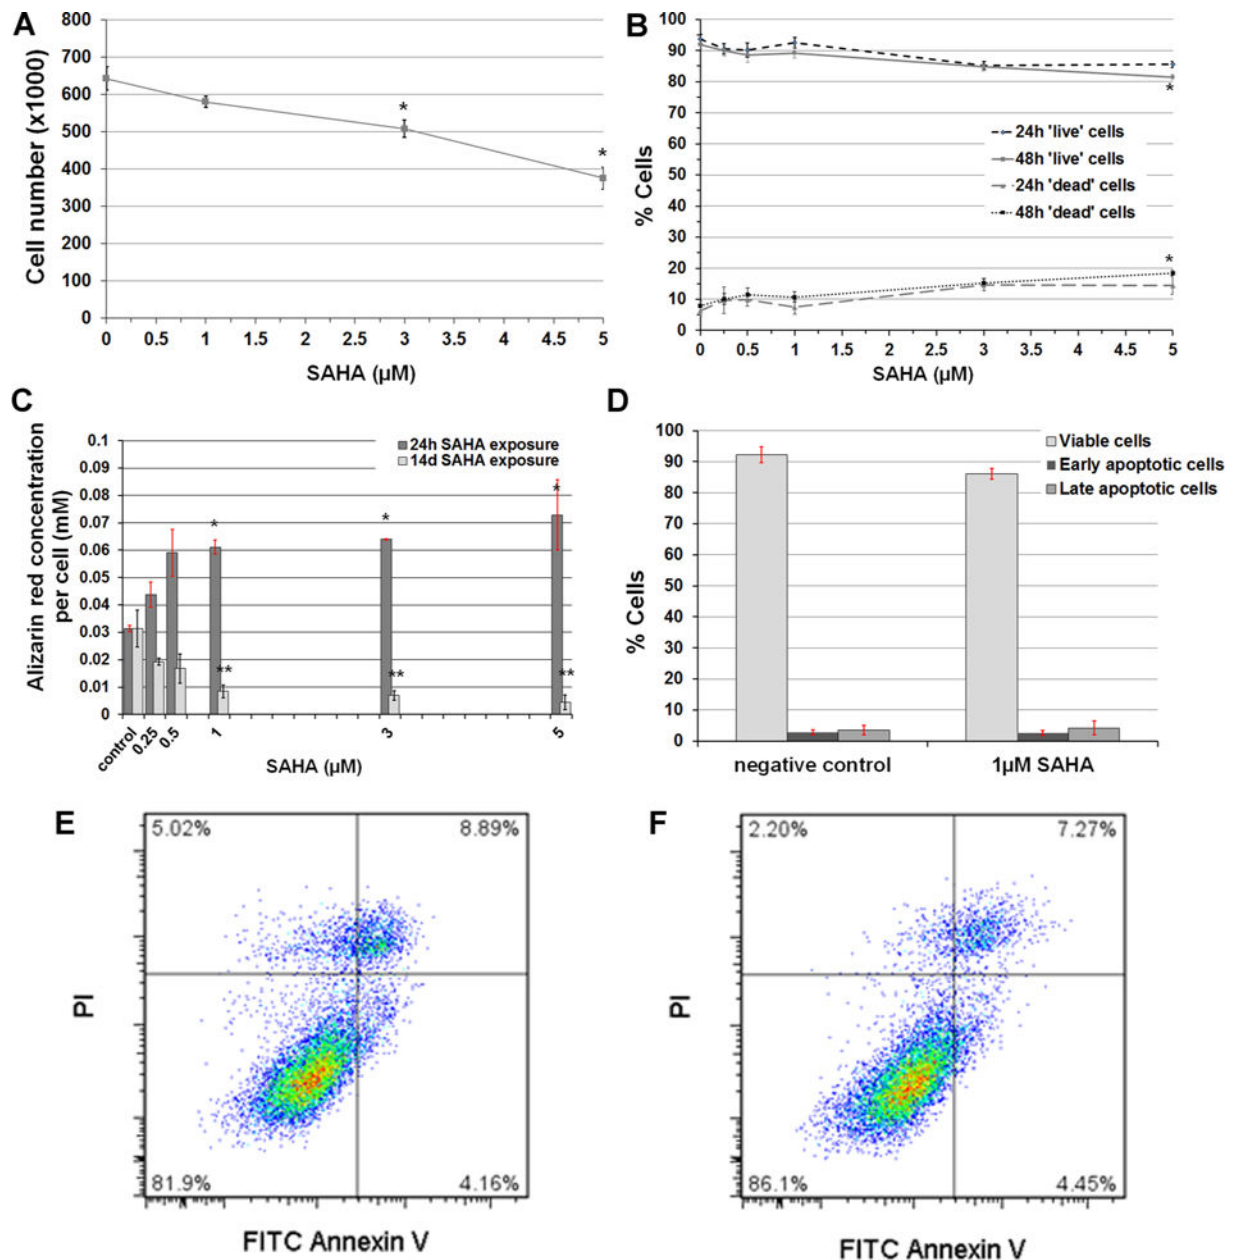 A
800
700
600
500
400
300
200
100
0
Cell number (x1000)
*
*
0 0.5 1 1.5 2 2.5 3 3.5 4 4.5 5
SAHA (µM)
B
100
90
80
70
60
50
40
30
20
10
0
% Cells
*
24h 'live' cells
48h 'live' cells
24h 'dead' cells
48h 'dead' cells
*
0 0.5 1 1.5 2 2.5 3 3.5 4 4.5 5
SAHA (µM)
C
Alizarin red concentration
per cell (mM)
24h SAHA exposure
14d SAHA exposure
0.1
0.09
0.08
0.07
0.06
0.05
0.04
0.03
0.02
0.01
0
* * *
** ** **
control 0.25 0.5 1 3 5
SAHA (µM)
D
100
90
80
70
60
50
40
30
20
10
0
% Cells
Viable cells
Early apoptotic cells
Late apoptotic cells
negative control 1µM SAHA
E
5.02% 8.89%
PI
81.9% 4.16%
FITC Annexin V
F
2.20% 7.27%
PI
86.1% 4.45%
FITC Annexin V